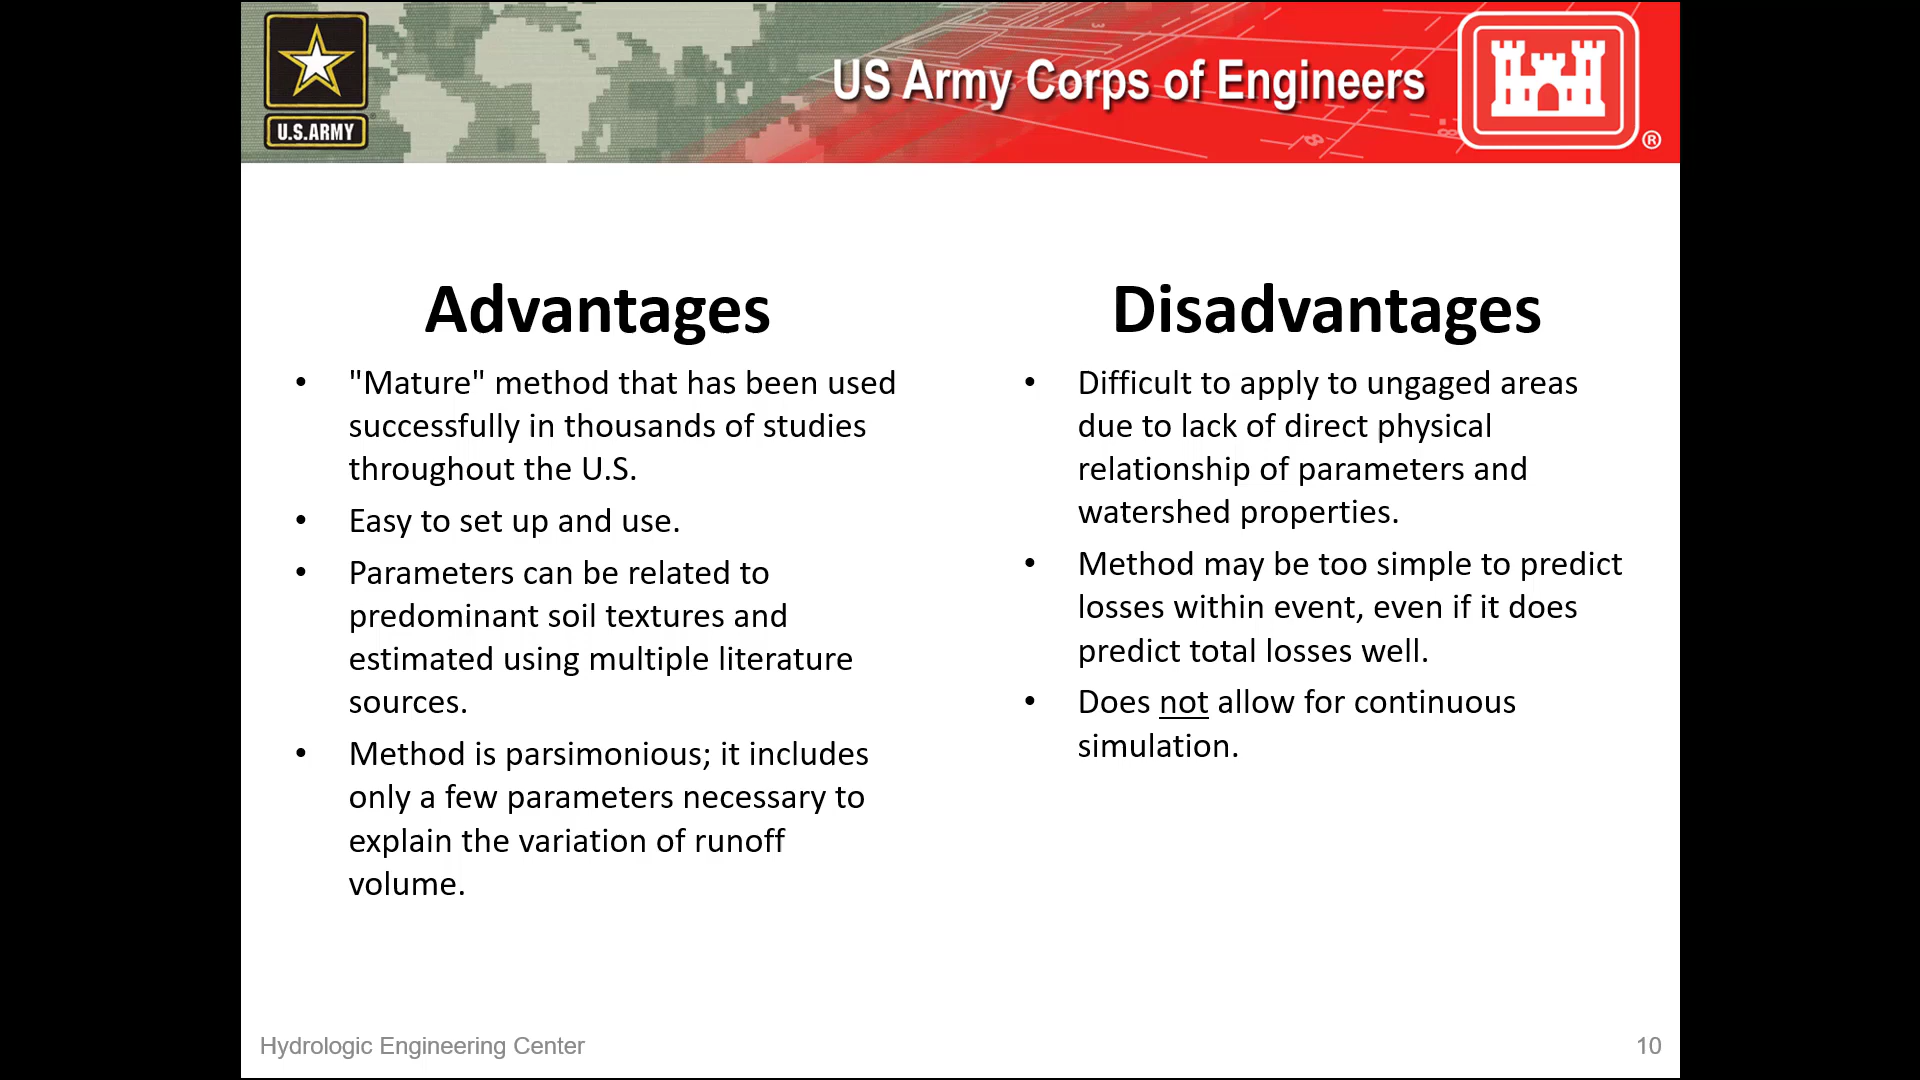 U.S.ARMY
US Army Corps of Engineers
®
Advantages
• "Mature" method that has been used
successfully in thousands of studies
throughout the U.S.
• Easy to set up and use.
• Parameters can be related to
predominant soil textures and
estimated using multiple literature
sources.
• Method is parsimonious; it includes
only a few parameters necessary to
explain the variation of runoff
volume.
Disadvantages
• Difficult to apply to ungaged areas
due to lack of direct physical
relationship of parameters and
watershed properties.
• Method may be too simple to predict
losses within event, even if it does
predict total losses well.
• Does not allow for continuous
simulation.
Hydrologic Engineering Center
10